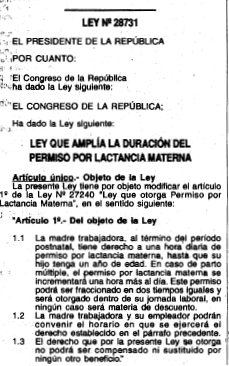 LEY Nº 28731
EL PRESIDENTE DE LA REPÚBLICA
POR CUANTO:
El Congreso de la República
ha dado la Ley siguiente:
EL CONGRESO DE LA REPÚBLICA;
Ha dado la Ley siguiente:
LEY QUE AMPLÍA LA DURACIÓN DEL
PERMISO POR LACTANCIA MATERNA
Artículo único.- Objeto de la Ley
La presente Ley tiene por objeto modificar el artículo
1º de la Ley Nº 27240 "Ley que otorga Permiso por
Lactancia Materna", en el sentido siguiente:
"Artículo 1º.- Del objeto de la Ley
1.1 La madre trabajadora, al término del período
postnatal, tiene derecho a una hora diaria de
permiso por lactancia materna, hasta que su
hijo tenga un año de edad. En caso de parto
múltiple, el permiso por lactancia materna se
incrementará una hora más al día. Este permiso
podrá ser fraccionado en dos tiempos iguales y
será otorgado dentro de su jornada laboral, en
ningún caso será materia de descuento.
1.2 La madre trabajadora y su empleador podrán
convenir el horario en que se ejercerá el
derecho establecido en el párrafo precedente.
1.3 El derecho que por la presente Ley se otorga
no podrá ser compensado ni sustituido por
ningún otro beneficio."